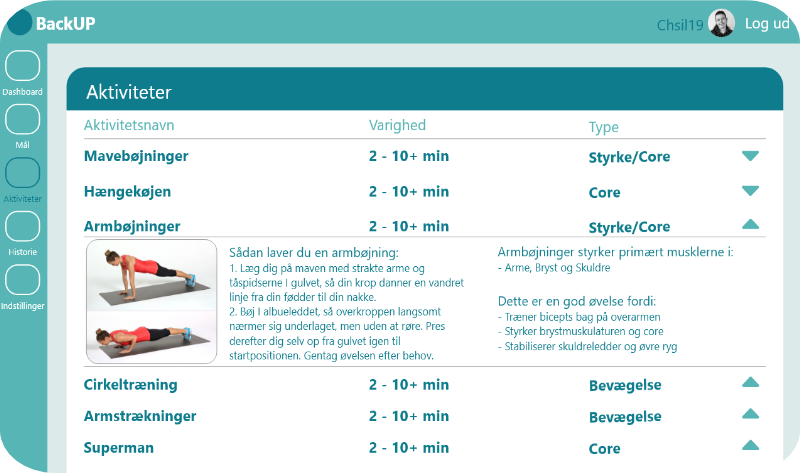 BackUP
Chsil19
Log ud
Dashboard
Mål
Aktiviteter
Historie
Indstillinger
Aktiviteter
Aktivitetsnavn Varighed Type
Mavebøjninger 2 - 10+ min Styrke/Core
Hængekøjen 2 - 10+ min Core
Armbøjninger 2 - 10+ min Styrke/Core
Sådan laver du en armbøjning:
1. Læg dig på maven med strakte arme og
tåspidserne I gulvet, så din krop danner en vandret
linje fra din fødder til din nakke.
2. Bøj I albueleddet, så overkroppen langsomt
nærmer sig underlaget, men uden at røre. Pres
derefter dig selv op fra gulvet igen til
startpositionen. Gentag øvelsen efter behov.
Armbøjninger styrker primært musklerne i:
- Arme, Bryst og Skuldre
Dette er en god øvelse fordi:
- Træner bicepts bag på overarmen
- Styrker brystmuskulaturen og core
- Stabiliserer skuldreledder og øvre ryg
Cirkeltræning 2 - 10+ min Bevægelse
Armstrækninger 2 - 10+ min Bevægelse
Superman 2 - 10+ min Core